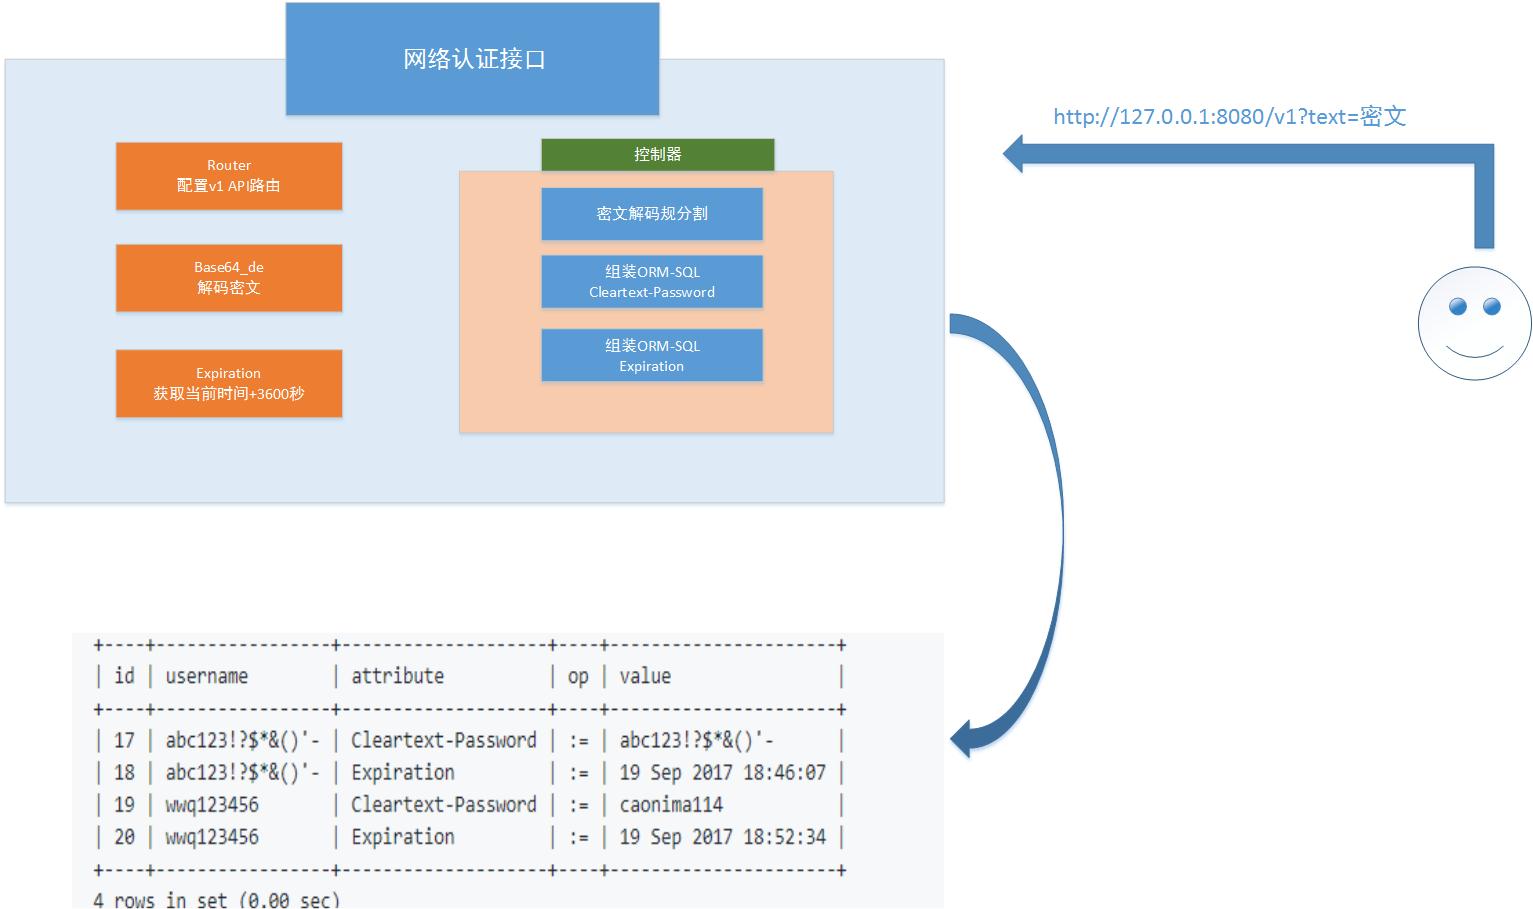 网络认证接口
http://127.0.0.1:8080/v1?text=密文
Router
配置v1 API路由
Base64_de
解码密文
Expiration
获取当前时间+3600秒
控制器
密文解码规分割
组装ORM-SQL
Cleartext-Password
组装ORM-SQL
Expiration
+----+-----------------+--------------------+----+----------------------+
| id | username | attribute | op | value |
+----+-----------------+--------------------+----+----------------------+
| 17 | abc123!?$*&()'- | Cleartext-Password | := | abc123!?$*&()'- |
| 18 | abc123!?$*&()'- | Expiration | := | 19 Sep 2017 18:46:07 |
| 19 | wwq123456 | Cleartext-Password | := | caonima114 |
| 20 | wwq123456 | Expiration | := | 19 Sep 2017 18:52:34 |
+----+-----------------+--------------------+----+----------------------+
4 rows in set (0.00 sec)